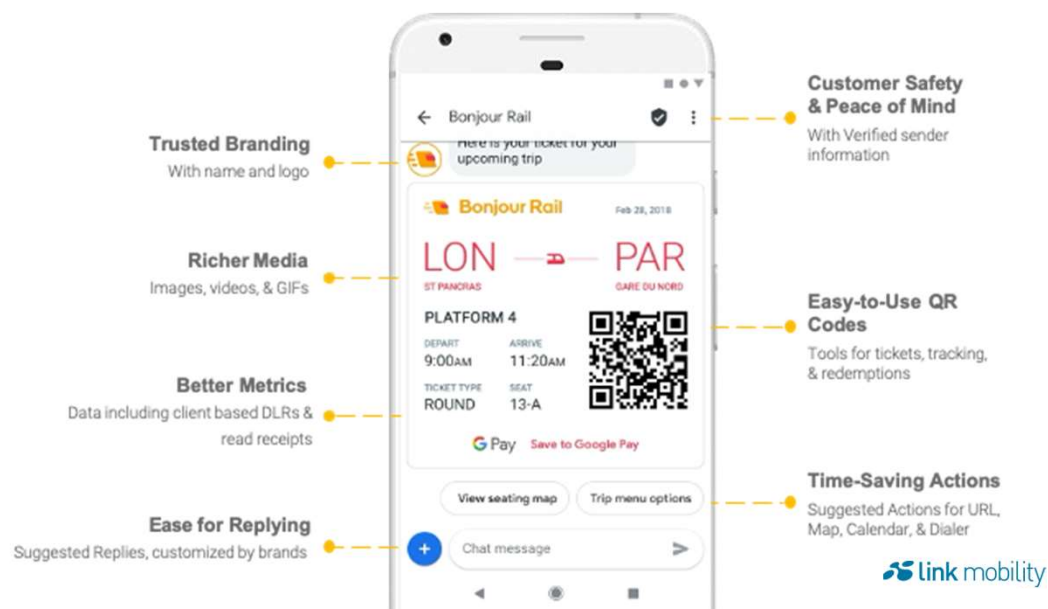 Trusted Branding
With name and logo
Richer Media
Images, videos, & GIFs
Better Metrics
Data including client based DLRs &
read receipts
Ease for Replying
Suggested Replies, customized by brands
Bonjour Rail
Here is your ticket for your
upcoming trip
Bonjour Rail
Feb 28, 2018
LON PAR
ST PANCRAS GARE DU NORD
PLATFORM 4
DEPART ARRIVE
9:00AM 11:20AM
TICKET TYPE SEAT
ROUND 13-A
G Pay Save to Google Pay
View seating map Trip menu options
Chat message
Customer Safety
& Peace of Mind
With Verified sender
information
Easy-to-Use QR
Codes
Tools for tickets, tracking,
& redemptions
Time-Saving Actions
Suggested Actions for URL,
Map, Calendar, & Dialer
link mobility